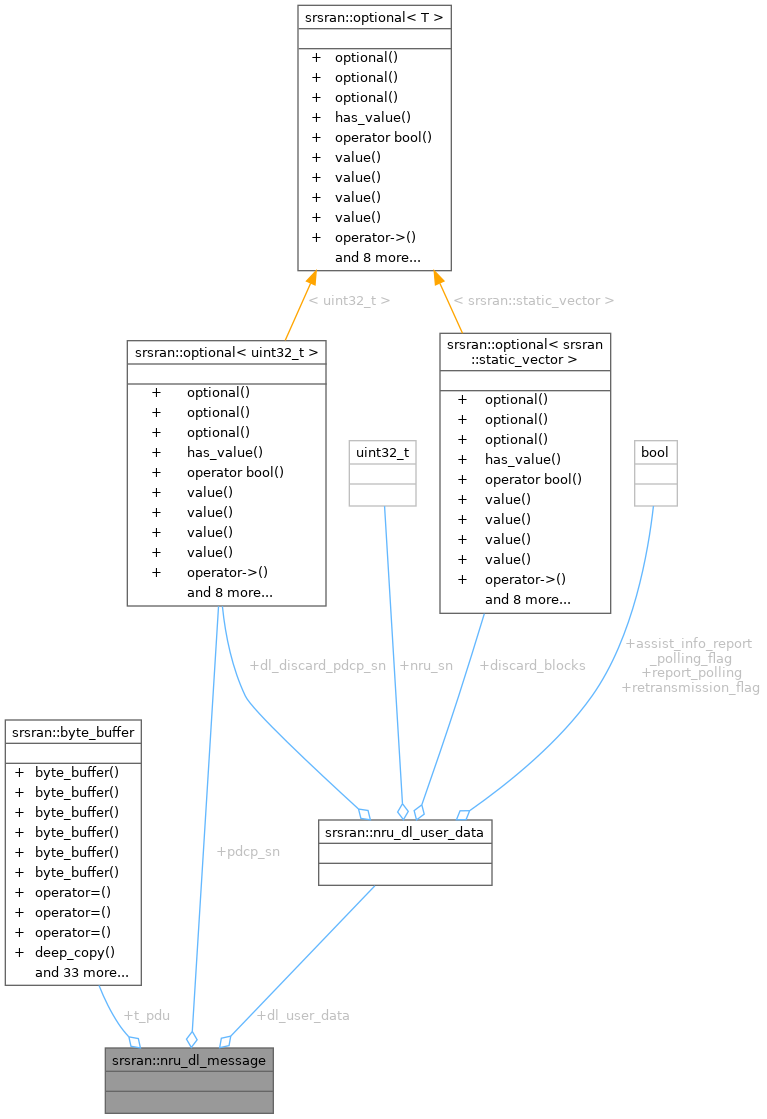 srsran::optional< T >
+ optional()
+ optional()
+ optional()
+ has_value()
+ operator bool()
+ value()
+ value()
+ value()
+ value()
+ operator->()
and 8 more...
< uint32_t >
< srsran::static_vector >
srsran::optional< uint32_t >
+ optional()
+ optional()
+ optional()
+ has_value()
+ operator bool()
+ value()
+ value()
+ value()
+ value()
+ operator->()
and 8 more...
uint32_t
srsran::optional< srsran
::static_vector >
+ optional()
+ optional()
+ optional()
+ has_value()
+ operator bool()
+ value()
+ value()
+ value()
+ value()
+ operator->()
and 8 more...
bool
+dl_discard_pdcp_sn
+nru_sn
+discard_blocks
+assist_info_report
_polling_flag
+report_polling
+retransmission_flag
srsran::byte_buffer
+ byte_buffer()
+ byte_buffer()
+ byte_buffer()
+ byte_buffer()
+ byte_buffer()
+ byte_buffer()
+ operator=()
+ operator=()
+ operator=()
+ deep_copy()
and 33 more...
+pdcp_sn
srsran::nru_dl_user_data
+t_pdu
+dl_user_data
srsran::nru_dl_message